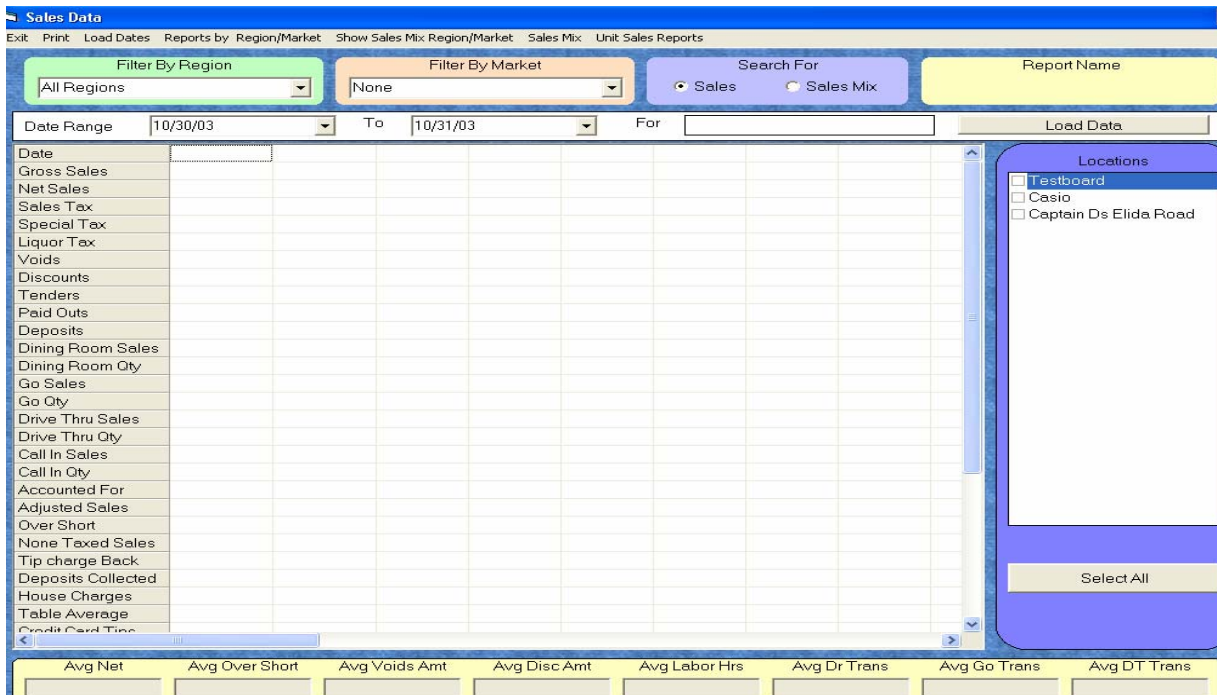 Sales Data
Exit Print Load Dates Reports by Region/Market Show Sales Mix Region/Market Sales Mix Unit Sales Reports
Filter By Region Filter By Market Search For Report Name
All Regions None Sales Sales Mix
Date Range 10/30/03 To 10/31/03 For Load Data
Date
Gross Sales
Net Sales
Sales Tax
Special Tax
Liquor Tax
Voids
Discounts
Tenders
Paid Outs
Deposits
Dining Room Sales
Dining Room Qty
Go Sales
Go Qty
Drive Thru Sales
Drive Thru Qty
Call In Sales
Call In Qty
Accounted For
Adjusted Sales
Over Short
None Taxed Sales
Tip charge Back
Deposits Collected
House Charges
Table Average
Credit Card Tips
Locations
Testboard
Casio
Captain Ds Elida Road
Select All
Avg Net Avg Over Short Avg Voids Amt Avg Disc Amt Avg Labor Hrs Avg Dr Trans Avg Go Trans Avg DT Trans